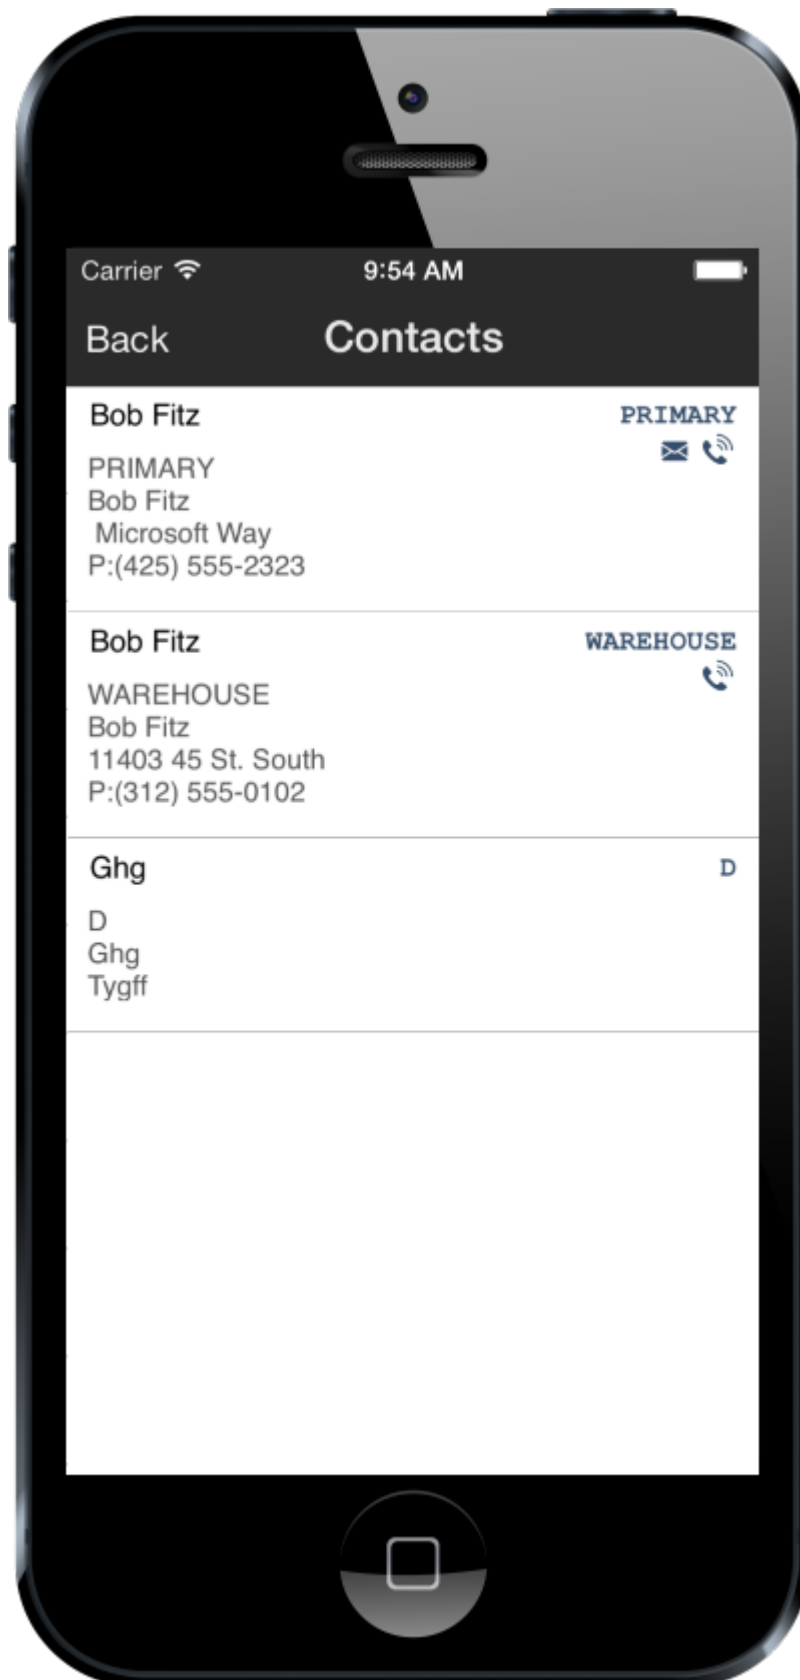 Carrier 9:54 AM
Back Contacts
Bob Fitz PRIMARY
PRIMARY
Bob Fitz
Microsoft Way
P:(425) 555-2323
Bob Fitz WAREHOUSE
WAREHOUSE
Bob Fitz
11403 45 St. South
P:(312) 555-0102
Ghg D
D
Ghg
Tygff